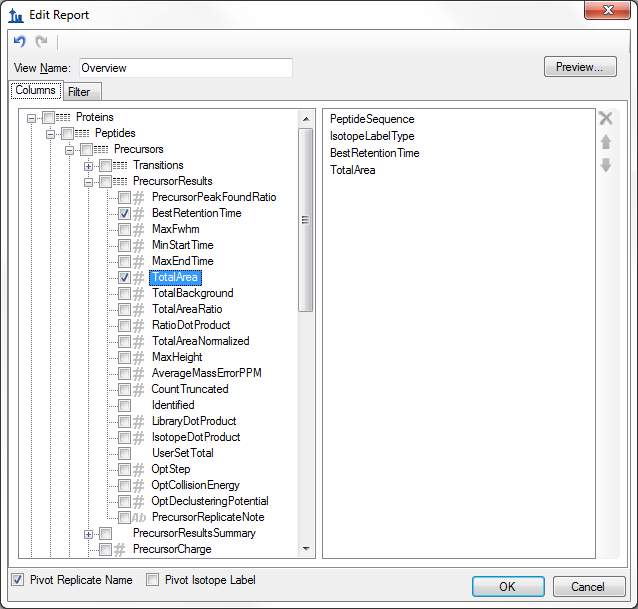 Edit Report
View Name: Overview Preview...
Columns Filter
Proteins
Peptides
Precursors
Transitions
PrecursorResults
# PrecursorPeakFoundRatio
# BestRetentionTime
# MaxFwhm
# MinStartTime
# MaxEndTime
# TotalArea
# TotalBackground
# TotalAreaRatio
# RatioDotProduct
# TotalAreaNormalized
# MaxHeight
# AverageMassErrorPPM
# CountTruncated
Identified
# LibraryDotProduct
# IsotopeDotProduct
UserSetTotal
# OptStep
# OptCollisionEnergy
# OptDeclusteringPotential
Ab PrecursorReplicateNote
PrecursorResultsSummary
# PrecursorCharge
PeptideSequence
IsotopeLabelType
BestRetentionTime
TotalArea
Pivot Replicate Name Pivot Isotope Label
OK Cancel